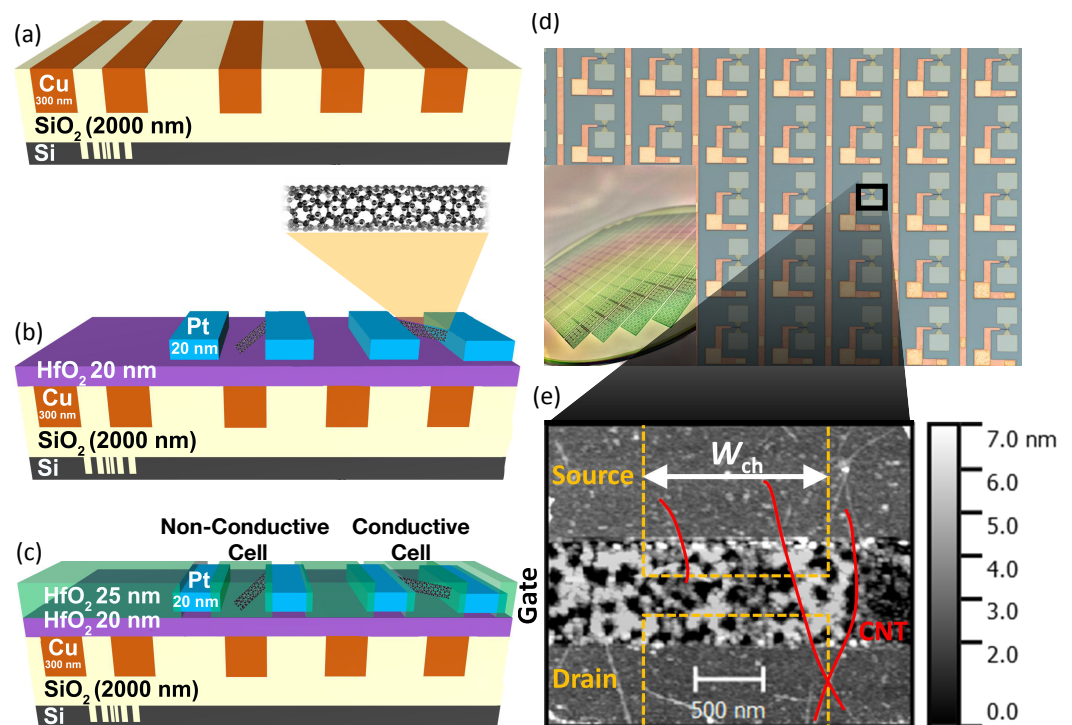 (a)
Cu
300 nm
SiO₂ (2000 nm)
Si
(b)
Pt
20 nm
HfO₂ 20 nm
Cu
300 nm
SiO₂ (2000 nm)
Si
(c)
Non-Conductive
Cell
Conductive
Cell
Pt
20 nm
HfO₂ 25 nm
HfO₂ 20 nm
Cu
300 nm
SiO₂ (2000 nm)
Si
(d)
(e)
Source
W_ch
Gate
CNT
Drain
500 nm
7.0 nm
6.0
5.0
4.0
3.0
2.0
0.0